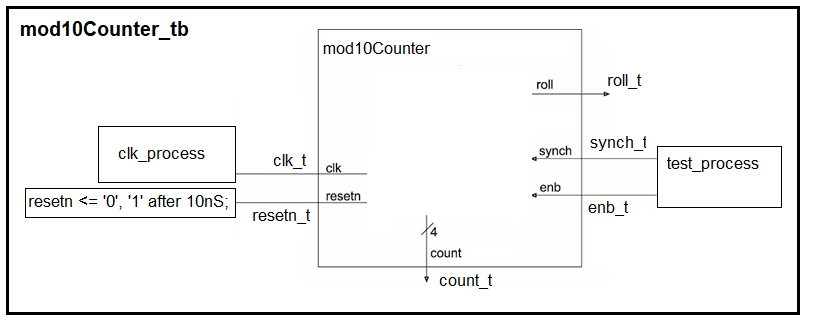 mod10Counter_tb
mod10Counter
roll
roll_t
clk_process
clk_t
clk
synch
synch_t
test_process
resetn <= '0', '1' after 10nS;
resetn_t
resetn
enb
enb_t
4
count
count_t